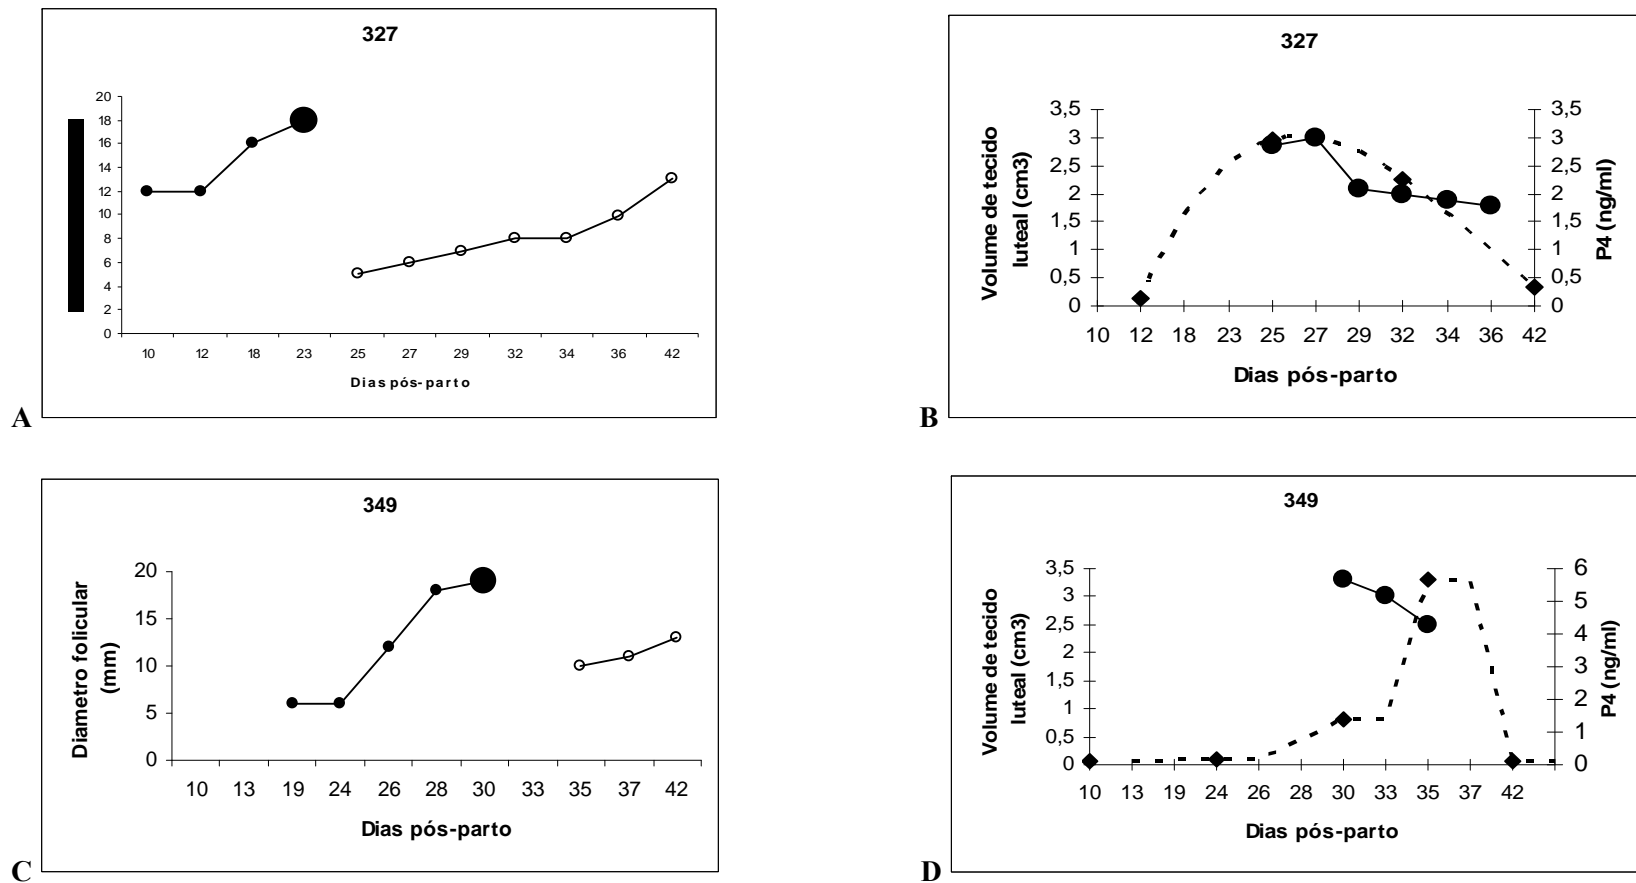 327
20
18
16
14
12
10
8
6
4
2
0
10 12 18 23 25 27 29 32 34 36 42
Dias pós-parto
A
327
Volume de tecido
luteal (cm3)
3,5
3
2,5
2
1,5
1
0,5
0
3,5
3
2,5
2
1,5
1
0,5
0
P4 (ng/ml)
10 12 18 23 25 27 29 32 34 36 42
Dias pós-parto
B
349
Diametro folicular
(mm)
20
15
10
5
0
10 13 19 24 26 28 30 33 35 37 42
Dias pós-parto
C
349
Volume de tecido
luteal (cm3)
3,5
3
2,5
2
1,5
1
0,5
0
6
5
4
3
2
1
0
P4 (ng/ml)
10 13 19 24 26 28 30 33 35 37 42
Dias pós-parto
D